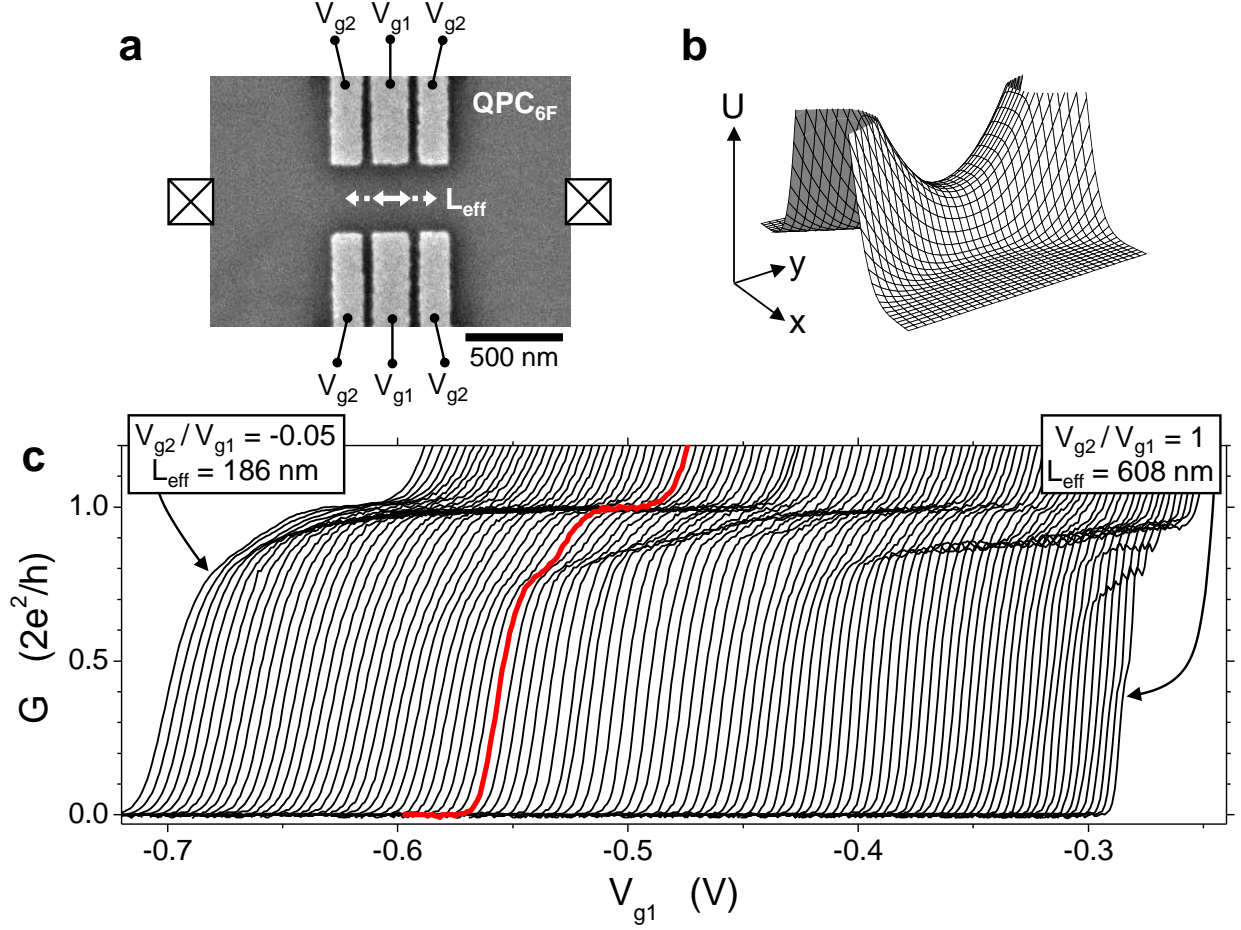 V_g2 V_g1 V_g2
a
QPC_6F
L_eff
500 nm
V_g2 V_g1 V_g2
b
U
y
x
c
V_g2 / V_g1 = -0.05
L_eff = 186 nm
V_g2 / V_g1 = 1
L_eff = 608 nm
1.0
0.5
0.0
G (2e²/h)
-0.7 -0.6 -0.5 -0.4 -0.3
V_g1 (V)